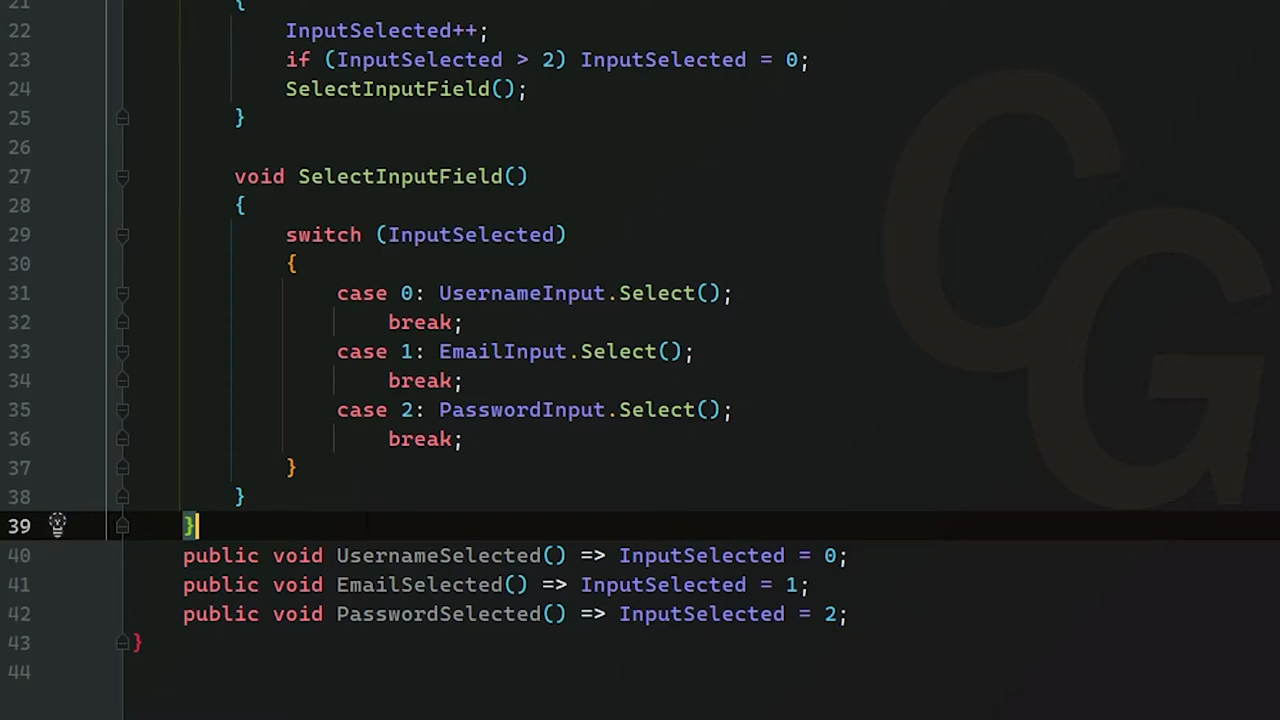 21 {
22 InputSelected++;
23 if (InputSelected > 2) InputSelected = 0;
24 SelectInputField();
25 }
26
27 void SelectInputField()
28 {
29 switch (InputSelected)
30 {
31 case 0: UsernameInput.Select();
32 break;
33 case 1: EmailInput.Select();
34 break;
35 case 2: PasswordInput.Select();
36 break;
37 }
38 }
39 }
40 public void UsernameSelected() => InputSelected = 0;
41 public void EmailSelected() => InputSelected = 1;
42 public void PasswordSelected() => InputSelected = 2;
43 }
44
CG